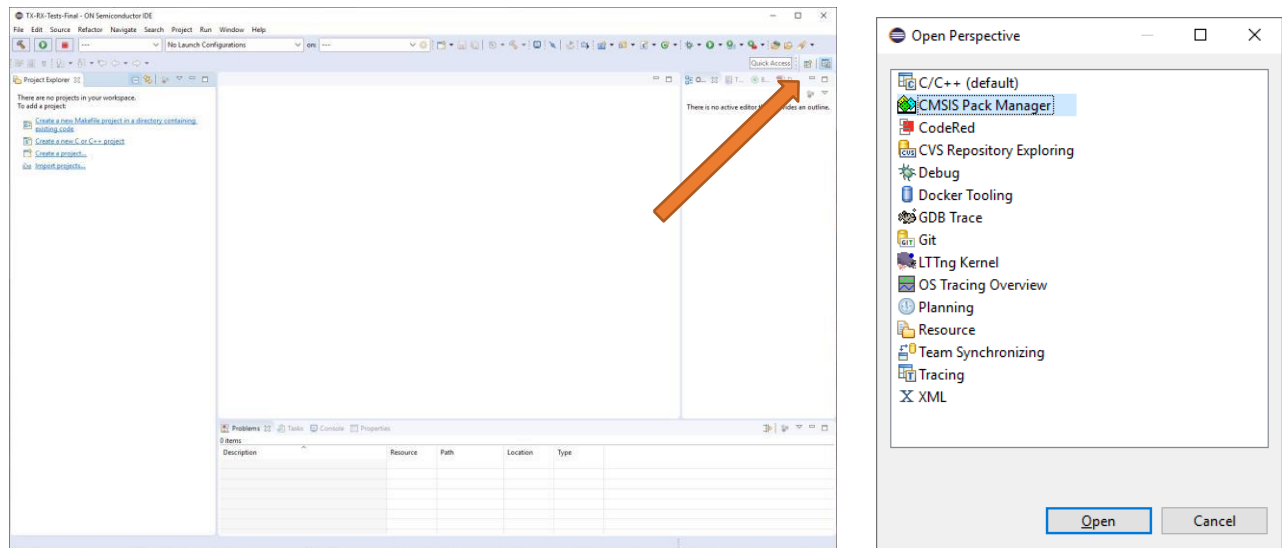 TX-RX-Tests-Final - ON Semiconductor IDE
File Edit Source Refactor Navigate Search Project Run Window Help
--- No Launch Configurations on: ---
Quick Access
Project Explorer
There are no projects in your workspace.
To add a project:
Create a new Makefile project in a directory containing
existing code
Create a new C or C++ project
Create a project...
Import projects...
There is no active editor that provides an outline.
Problems Tasks Console Properties
0 items
Description Resource Path Location Type
Open Perspective
C/C++ (default)
CMSIS Pack Manager
CodeRed
CVS Repository Exploring
Debug
Docker Tooling
GDB Trace
Git
LTTng Kernel
OS Tracing Overview
Planning
Resource
Team Synchronizing
Tracing
XML
Open Cancel